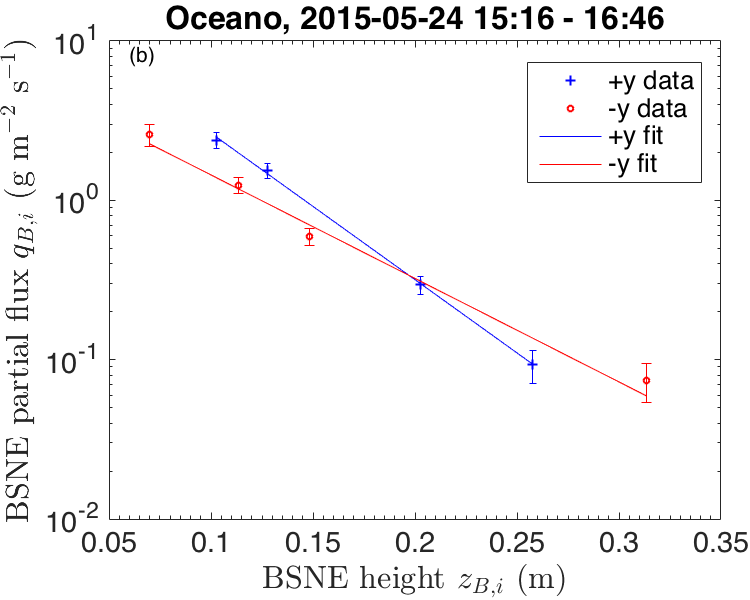 Oceano, 2015-05-24 15:16 - 16:46
(b)
+y data
-y data
+y fit
-y fit
BSNE partial flux q_{B,i} (g m^{-2} s^{-1})
10^1
10^0
10^{-1}
10^{-2}
0.05 0.1 0.15 0.2 0.25 0.3 0.35
BSNE height z_{B,i} (m)